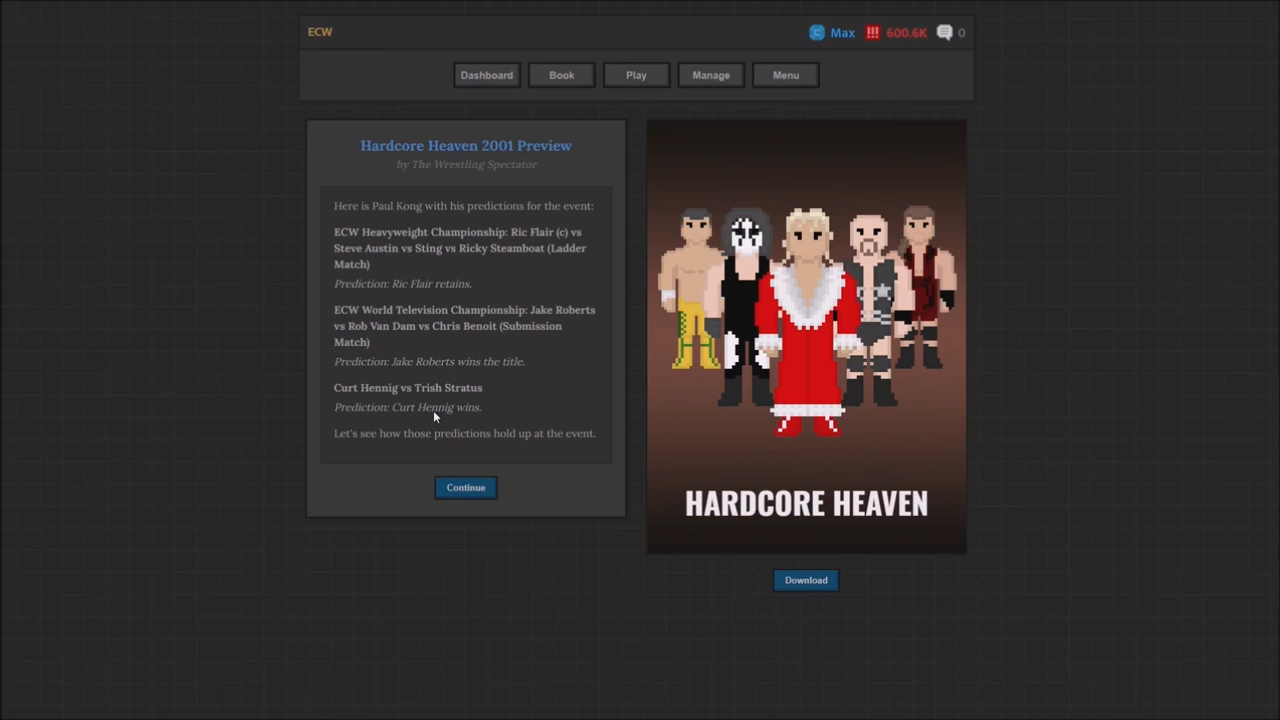 ECW
Max
600.6K
0
Dashboard
Book
Play
Manage
Menu
Hardcore Heaven 2001 Preview
by The Wrestling Spectator
Here is Paul Kong with his predictions for the event:
ECW Heavyweight Championship: Ric Flair (c) vs
Steve Austin vs Sting vs Ricky Steamboat (Ladder
Match)
Prediction: Ric Flair retains.
ECW World Television Championship: Jake Roberts
vs Rob Van Dam vs Chris Benoit (Submission
Match)
Prediction: Jake Roberts wins the title.
Curt Hennig vs Trish Stratus
Prediction: Curt Hennig wins.
Let's see how those predictions hold up at the event.
Continue
HARDCORE HEAVEN
Download